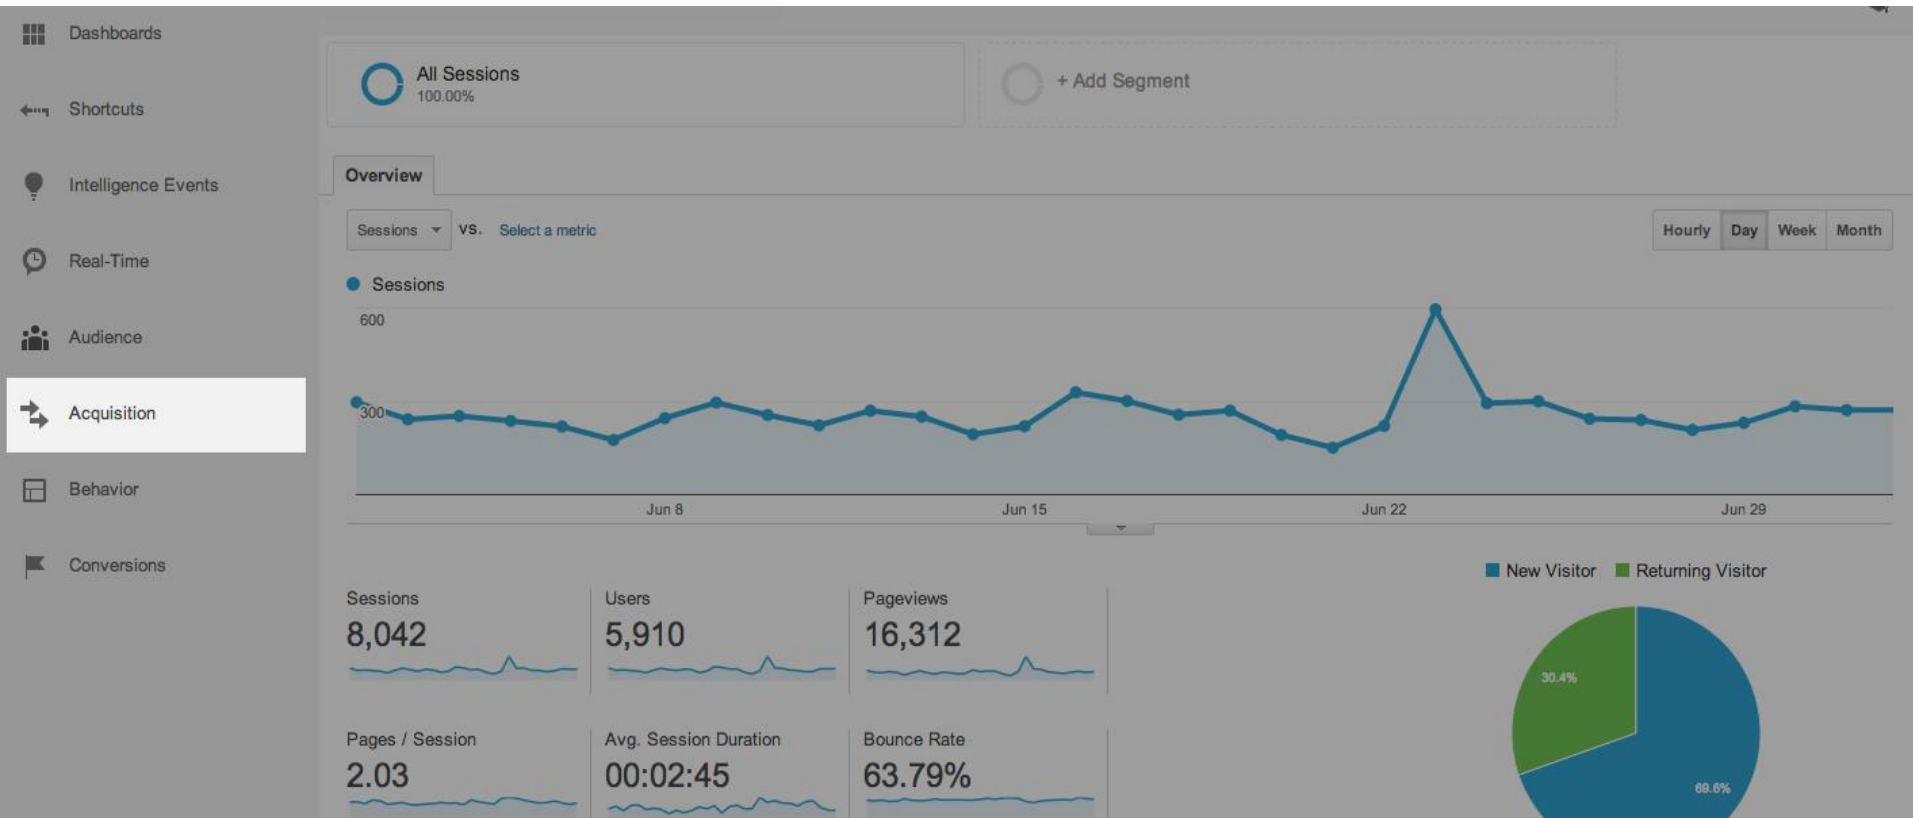 Dashboards
Shortcuts
Intelligence Events
Real-Time
Audience
Acquisition
Behavior
Conversions
All Sessions
100.00%
+ Add Segment
Overview
Sessions VS. Select a metric
Hourly Day Week Month
Sessions
600
300
Jun 8 Jun 15 Jun 22 Jun 29
New Visitor Returning Visitor
Sessions Users Pageviews
8,042 5,910 16,312
30.4%
Pages / Session Avg. Session Duration Bounce Rate
2.03 00:02:45 63.79%
69.6%